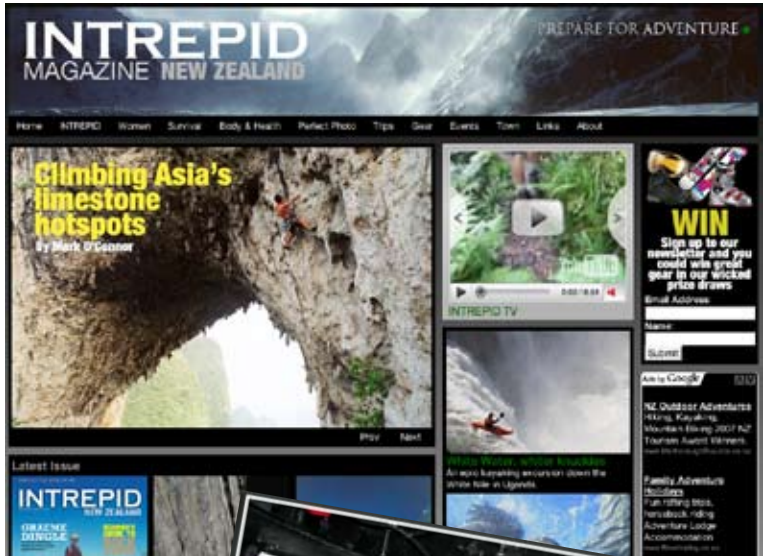 INTREPID
MAGAZINE NEW ZEALAND
PREPARE FOR ADVENTURE
Home INTREPID Women Survival Body & Health Perfect Photo Trips Gear Events Town Links About
Climbing Asia's
limestone
hotspots
By Mark O'Connor
Prev Next
Latest Issue
INTREPID
NEW ZEALAND
GRAEME
DINGLE
INTREPID TV
White Water, whiter knuckles
An epic kayaking excursion down the
White Nile in Uganda.
WIN
Sign up to our
newsletter and you
could win great
gear in our wicked
prize draws
Email Address:
Name:
Submit
Ads by Google
NZ Outdoor Adventures
Hiking, Kayaking,
Mountain Biking 2007 NZ
Tourism Award Winners.
Family Adventure
Holidays
Fun rafting trips,
horseback riding
Adventure Lodge
Accommodation